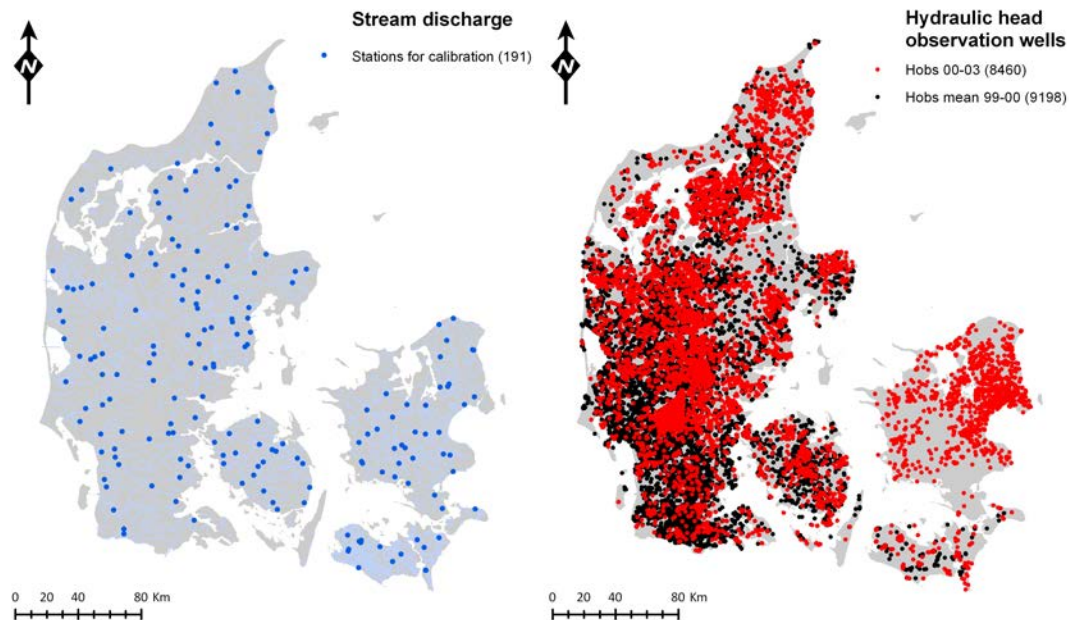 Stream discharge
Stations for calibration (191)
N
0 20 40 80 Km
Hydraulic head
observation wells
Hobs 00-03 (8460)
Hobs mean 99-00 (9198)
N
0 20 40 80 Km